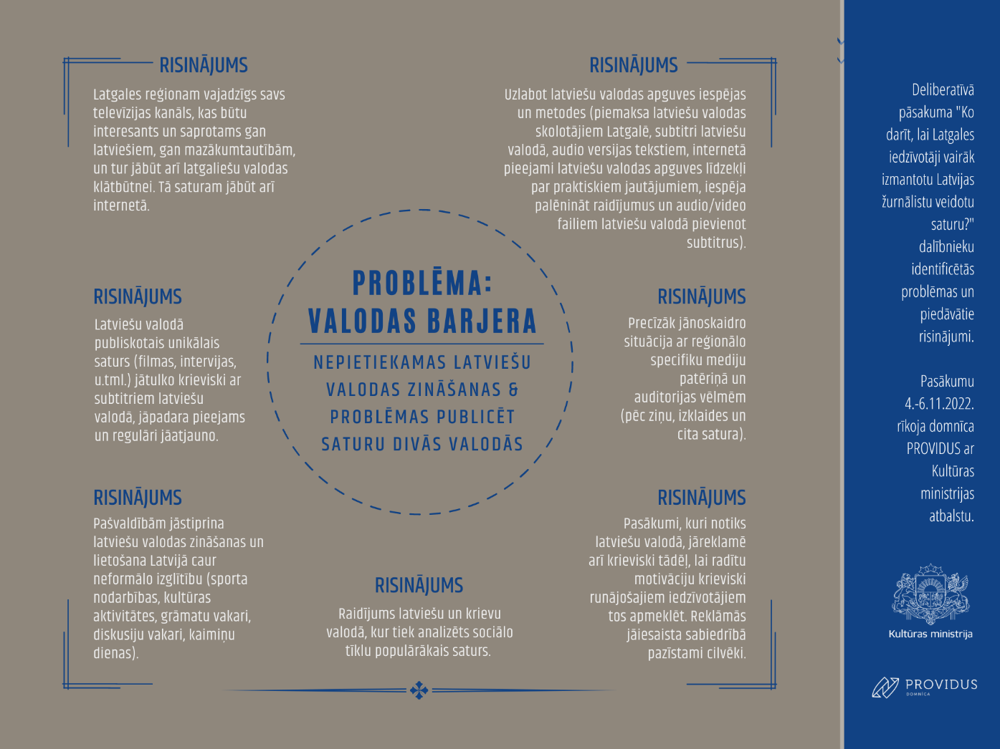 RISINĀJUMS
Latgales reģionam vajadzīgs savs
televīzijas kanāls, kas būtu
interesants un saprotams gan
latviešiem, gan mazākumtautībām,
un tur jābūt arī latgaliešu valodas
klātbūtnei. Tā saturam jābūt arī
internetā.
RISINĀJUMS
Uzlabot latviešu valodas apguves iespējas
un metodes (piemaksa latviešu valodas
skolotājiem Latgalē, subtitri latviešu
valodā, audio versijas tekstiem, internetā
pieejami latviešu valodas apguves līdzekļi
par praktiskiem jautājumiem, iespēja
palēnināt raidījumus un audio/video
failiem latviešu valodā pievienot
subtitrus).
PROBLĒMA:
VALODAS BARJERA
NEPIETIEKAMAS LATVIEŠU
VALODAS ZINĀŠANAS &
PROBLĒMAS PUBLICĒT
SATURU DIVĀS VALODĀS
RISINĀJUMS
Latviešu valodā
publiskotais unikālais
saturs (filmas, intervijas,
u.tml.) jātulko krieviski ar
subtitriem latviešu
valodā, jāpadara pieejams
un regulāri jāatjauno.
RISINĀJUMS
Precīzāk jānoskaidro
situācija ar reģionālo
specifiku mediju
patēriņā un
auditorijas vēlmēm
(pēc ziņu, izklaides un
cita satura).
RISINĀJUMS
Pašvaldībām jāstiprina
latviešu valodas zināšanas un
lietošana Latvijā caur
neformālo izglītību (sporta
nodarbības, kultūras
aktivitātes, grāmatu vakari,
diskusiju vakari, kaimiņu
dienas).
RISINĀJUMS
Raidījums latviešu un krievu
valodā, kur tiek analizēts sociālo
tīklu populārākais saturs.
RISINĀJUMS
Pasākumi, kuri notiks
latviešu valodā, jāreklamē
arī krieviski tādēļ, lai radītu
motivāciju krieviski
runājošajiem iedzīvotājiem
tos apmeklēt. Reklāmās
jāiesaista sabiedrībā
pazīstami cilvēki.
Deliberatīvā
pāsakuma "Ko
darīt, lai Latgales
iedzīvotāji vairāk
izmantotu Latvijas
žurnālistu veidotu
saturu?"
dalībnieku
identificētās
problēmas un
piedāvātie
risinājumi.
Pasākumu
4.-6.11.2022.
rīkoja domnīca
PROVIDUS ar
Kultūras
ministrijas
atbalstu.
Kultūras ministrija
PROVIDUS
DOMNĪCA